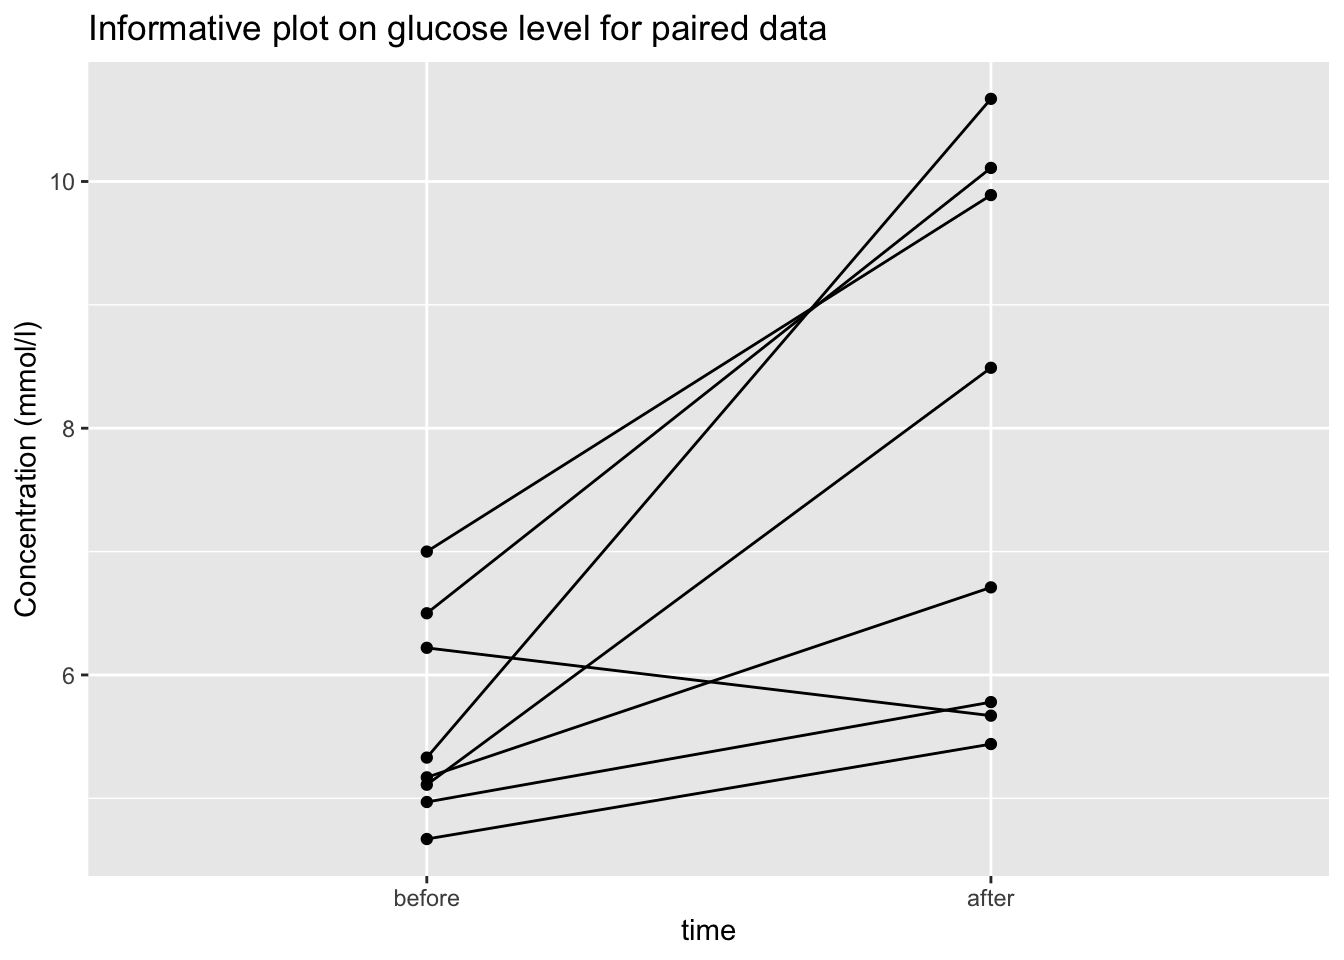 Informative plot on glucose level for paired data
Concentration (mmol/l)
10
8
6
before
after
time